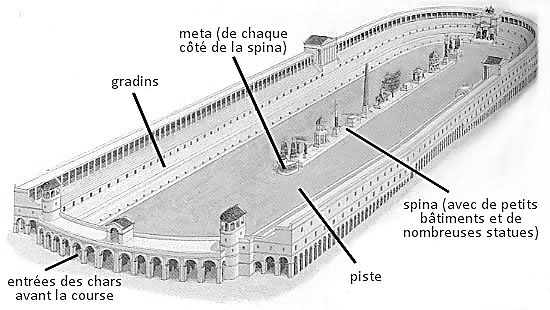 meta (de chaque
côté de la spina)
gradins
spina (avec de petits
bâtiments et de
nombreuses statues)
piste
entrées des chars
avant la course